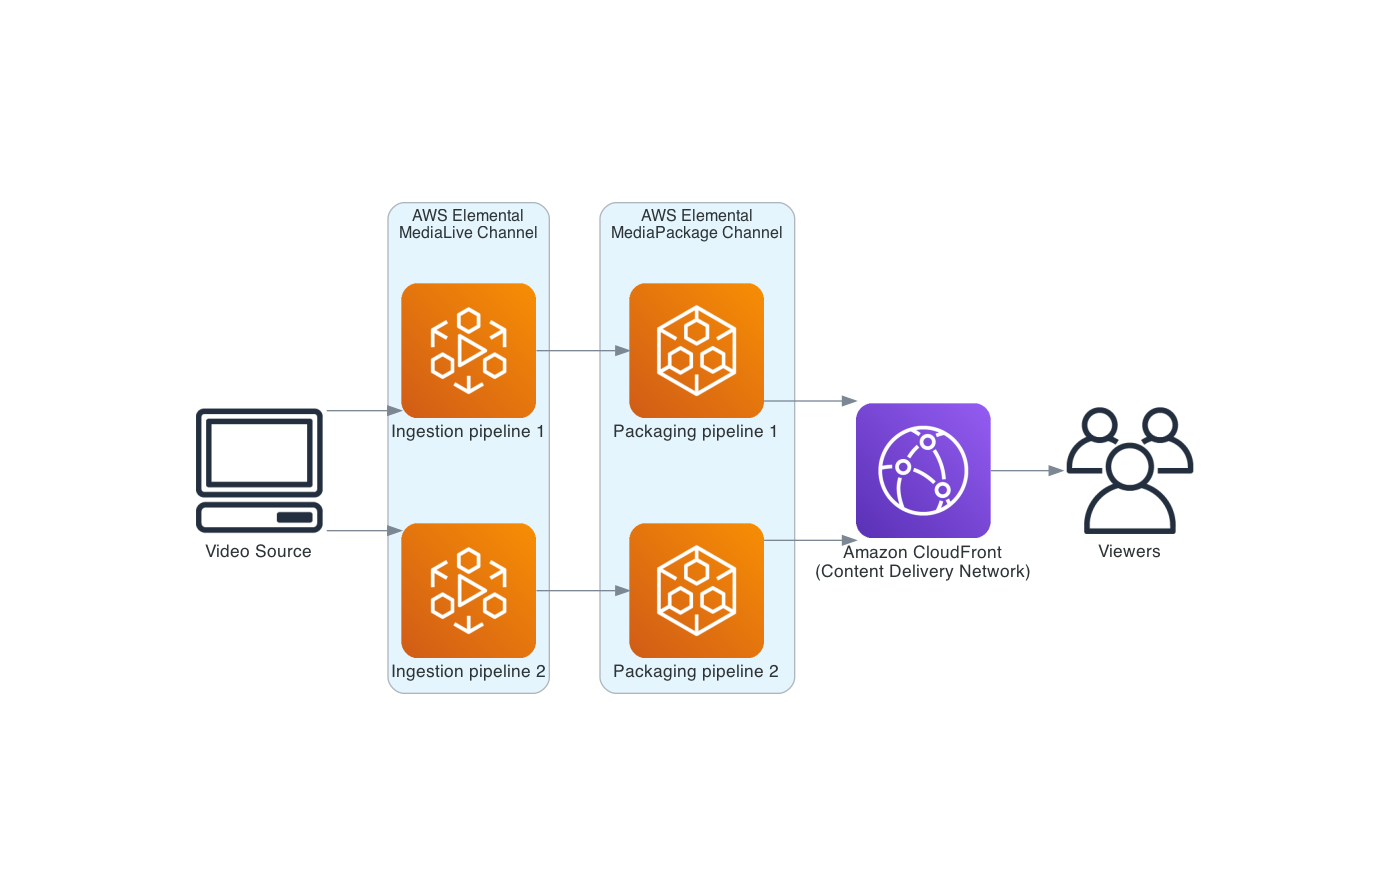 AWS Elemental
MediaLive Channel
AWS Elemental
MediaPackage Channel
Ingestion pipeline 1
Packaging pipeline 1
Video Source
Amazon CloudFront
(Content Delivery Network)
Viewers
Ingestion pipeline 2
Packaging pipeline 2